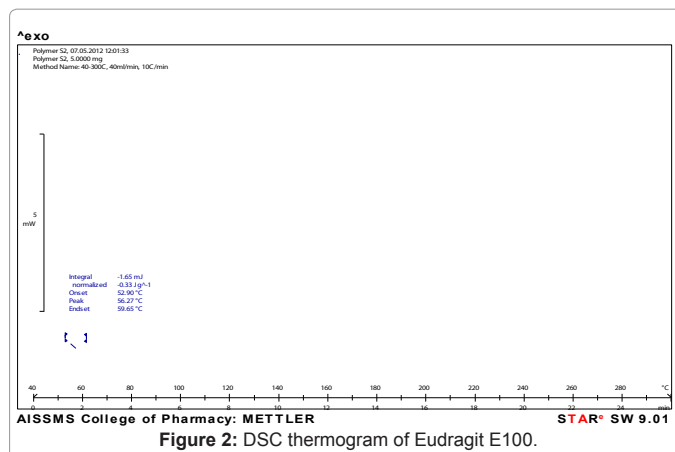 ^exo
Polymer S2, 07.05.2012 12:01:33
Polymer S2, 5.0000 mg
Method Name: 40-300C, 40ml/min, 10C/min
5
mW
Integral -1.65 mJ
normalized -0.33 Jg^-1
Onset 52.90 °C
Peak 56.27 °C
Endset 59.65 °C
40 60 80 100 120 140 160 180 200 220 240 260 280 °C
0 2 4 6 8 10 12 14 16 18 20 22 24 min
AISSMS College of Pharmacy: METTLER STARe SW 9.01
Figure 2: DSC thermogram of Eudragit E100.